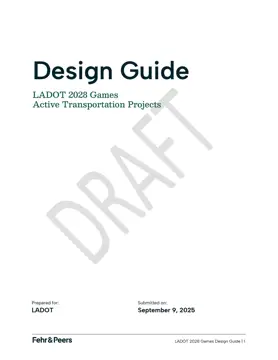 Design Guide
LADOT 2028 Games
Active Transportation Projects
DRAFT
Prepared for:
LADOT
Submitted on:
September 9, 2025
Fehr & Peers
LADOT 2028 Games Design Guide | 1